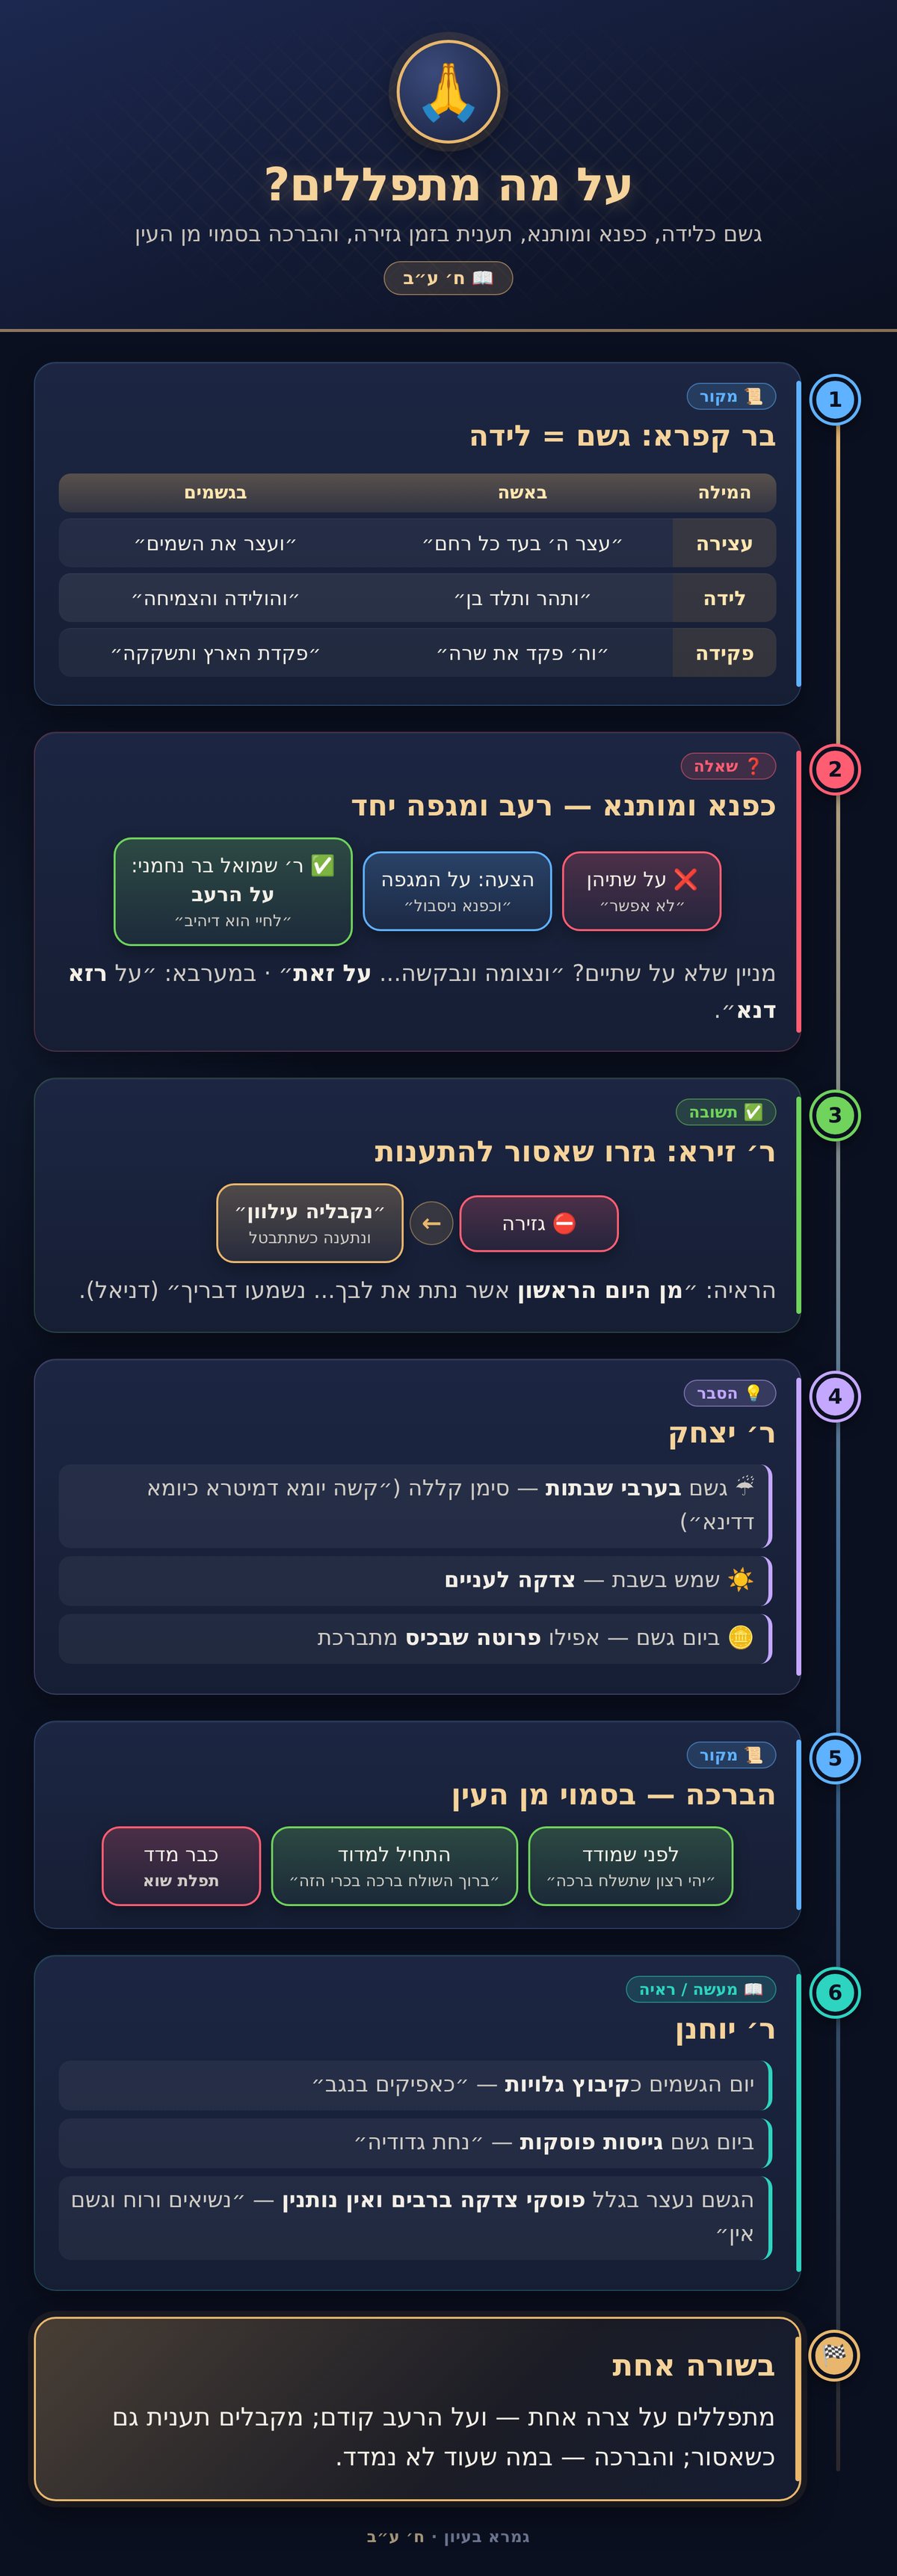 על מה מתפללים?
גשם כלידה, כפנא ומותנא, תענית בזמן גזירה, והברכה בסמוי מן העין
📖 ח׳ ע״ב
1
📜 מקור
בר קפרא: גשם = לידה
המילה באשה בגשמים
עצירה ״עצר ה׳ בעד כל רחם״ ״ועצר את השמים״
לידה ״ותהר ותלד בן״ ״והולידה והצמיחה״
פקידה ״וה׳ פקד את שרה״ ״פקדת הארץ ותשקקה״
2
❓ שאלה
כפנא ומותנא — רעב ומגפה יחד
❌ על שתיהן
״לא אפשר״
הצעה: על המגפה
״וכפנא ניסבול״
✅ ר׳ שמואל בר נחמני:
על הרעב
״לחיי הוא דיהיב״
מניין שלא על שתיים? ״ונצומה ונבקשה… על זאת״ · במערבא: ״על רזא
דנא״.
3
✅ תשובה
ר׳ זירא: גזרו שאסור להתענות
⛔ גזירה
←
״נקבליה עילוון״
ונתענה כשתתבטל
הראיה: ״מן היום הראשון אשר נתת את לבך… נשמעו דבריך״ (דניאל).
4
💡 הסבר
ר׳ יצחק
☔ גשם בערבי שבתות — סימן קללה (״קשה יומא דמיטרא כיומא
דדינא״)
☀️ שמש בשבת — צדקה לעניים
🪙 ביום גשם — אפילו פרוטה שבכיס מתברכת
5
📜 מקור
הברכה — בסמוי מן העין
לפני שמודד
״יהי רצון שתשלח ברכה״
התחיל למדוד
״ברוך השולח ברכה בכרי הזה״
כבר מדד
תפלת שוא
6
📖 מעשה / ראיה
ר׳ יוחנן
יום הגשמים כקיבוץ גלויות — ״כאפיקים בנגב״
ביום גשם גייסות פוסקות — ״נחת גדודיה״
הגשם נעצר בגלל פוסקי צדקה ברבים ואין נותנין — ״נשיאים ורוח וגשם
אין״
🏁
בשורה אחת
מתפללים על צרה אחת — ועל הרעב קודם; מקבלים תענית גם
כשאסור; והברכה — במה שעוד לא נמדד.
גמרא בעיון · ח׳ ע״ב